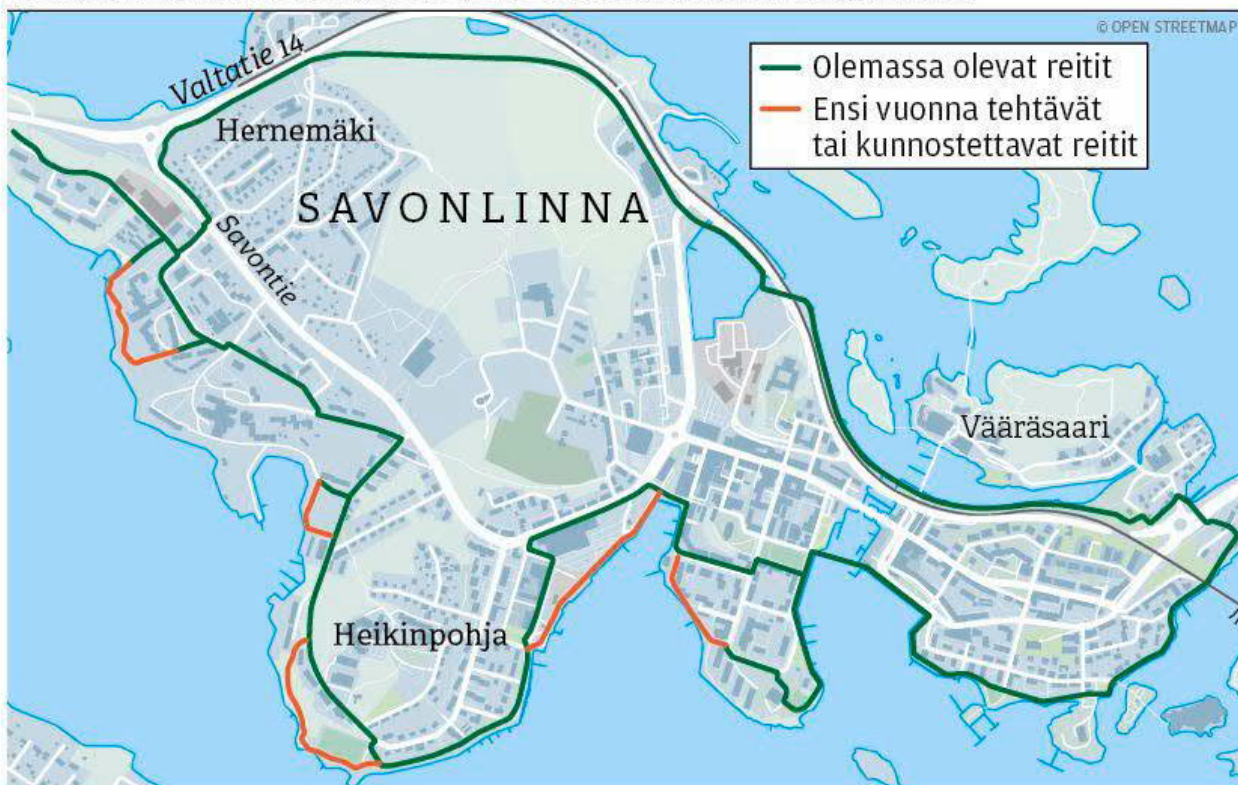 © OPEN STREETMAP
Olemassa olevat reitit
Ensi vuonna tehtävät
tai kunnostettavat reitit
Valtatie 14
Hernemäki
SAVONLINNA
Savontie
Vääräsaari
Heikinpohja